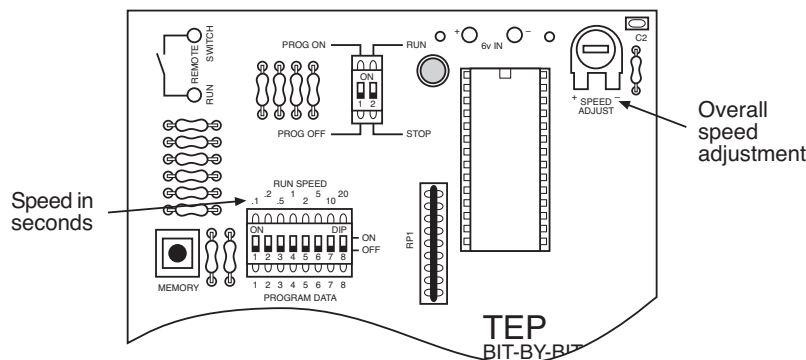 REMOTE SWITCH
RUN
PROG ON
RUN
ON
1 2
PROG OFF
STOP
+ 6v IN −
C2
+ SPEED −
ADJUST
Overall
speed
adjustment
Speed in
seconds
RUN SPEED
.1 .2 .5 1 2 5 10 20
ON DIP
1 2 3 4 5 6 7 8
ON
OFF
1 2 3 4 5 6 7 8
PROGRAM DATA
MEMORY
RP1
TEP
BIT-BY-BIT